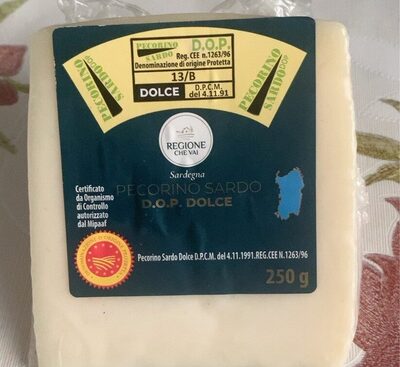 PECORINO
SARDO
D.O.P.
Reg. CEE n.1263/96
Denominazione di origine Protetta
13/B
DOLCE
D.P.C.M.
del 4.11.91
PECORINO
SARDO DOP
PECORINO
SARDO DOP
REGIONE
CHE VAI
Sardegna
PECORINO SARDO
D.O.P. DOLCE
Certificato
da Organismo
di Controllo
autorizzato
dal Mipaaf
Pecorino Sardo Dolce D.P.C.M. del 4.11.1991.REG.CEE N.1263/96
250 g